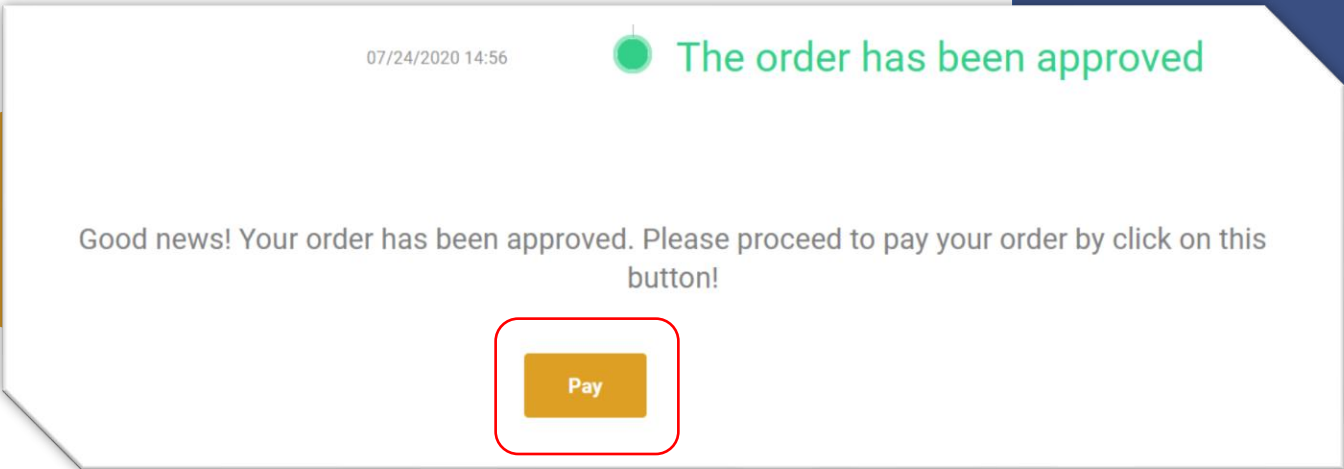 07/24/2020 14:56
The order has been approved
Good news! Your order has been approved. Please proceed to pay your order by click on this
button!
Pay